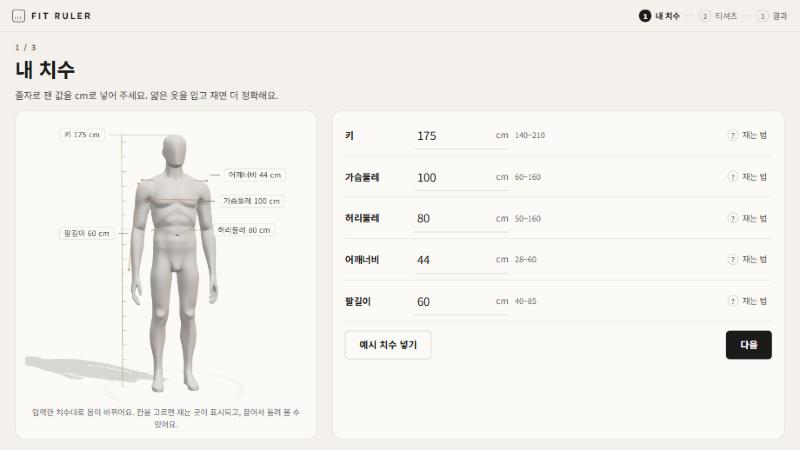 FIT RULER
1 내 치수
2 티셔츠
3 결과
1 / 3
내 치수
줄자로 잰 값을 cm로 넣어 주세요. 얇은 옷을 입고 재면 더 정확해요.
키 175 cm
어깨너비 44 cm
가슴둘레 100 cm
팔길이 60 cm
허리둘레 80 cm
입력한 치수대로 몸이 바뀌어요. 칸을 고르면 재는 곳이 표시되고, 끌어서 돌려 볼 수
있어요.
키 175 cm 140–210 ? 재는 법
가슴둘레 100 cm 60–160 ? 재는 법
허리둘레 80 cm 50–160 ? 재는 법
어깨너비 44 cm 28–60 ? 재는 법
팔길이 60 cm 40–85 ? 재는 법
예시 치수 넣기
다음